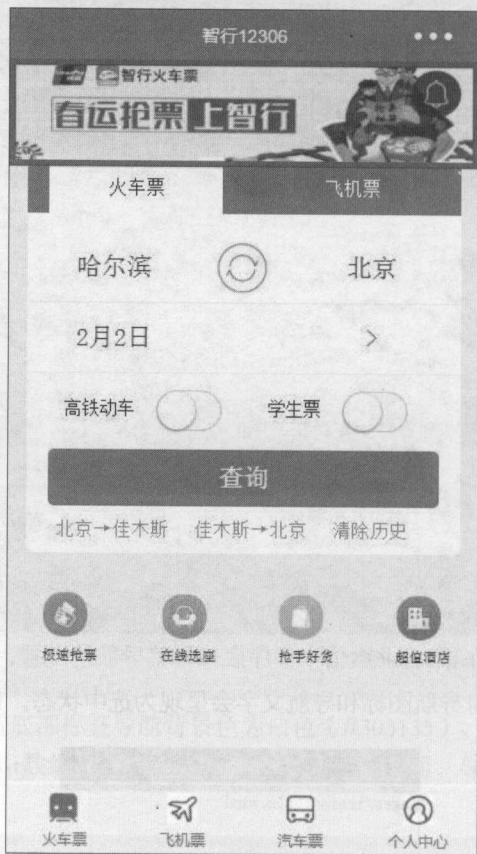 智行12306
智行火车票
春运抢票 上智行
火车票 飞机票
哈尔滨 北京
2月2日
高铁动车 学生票
查询
北京→佳木斯 佳木斯→北京 清除历史
极速抢票 在线选座 抢手好货 超值酒店
火车票 飞机票 汽车票 个人中心